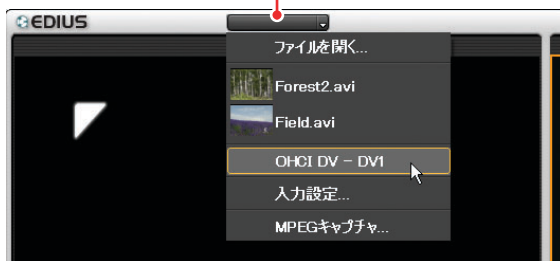 EDIUS
ファイルを開く...
Forest2.avi
Field.avi
OHCI DV - DV1
入力設定...
MPEGキャプチャ...